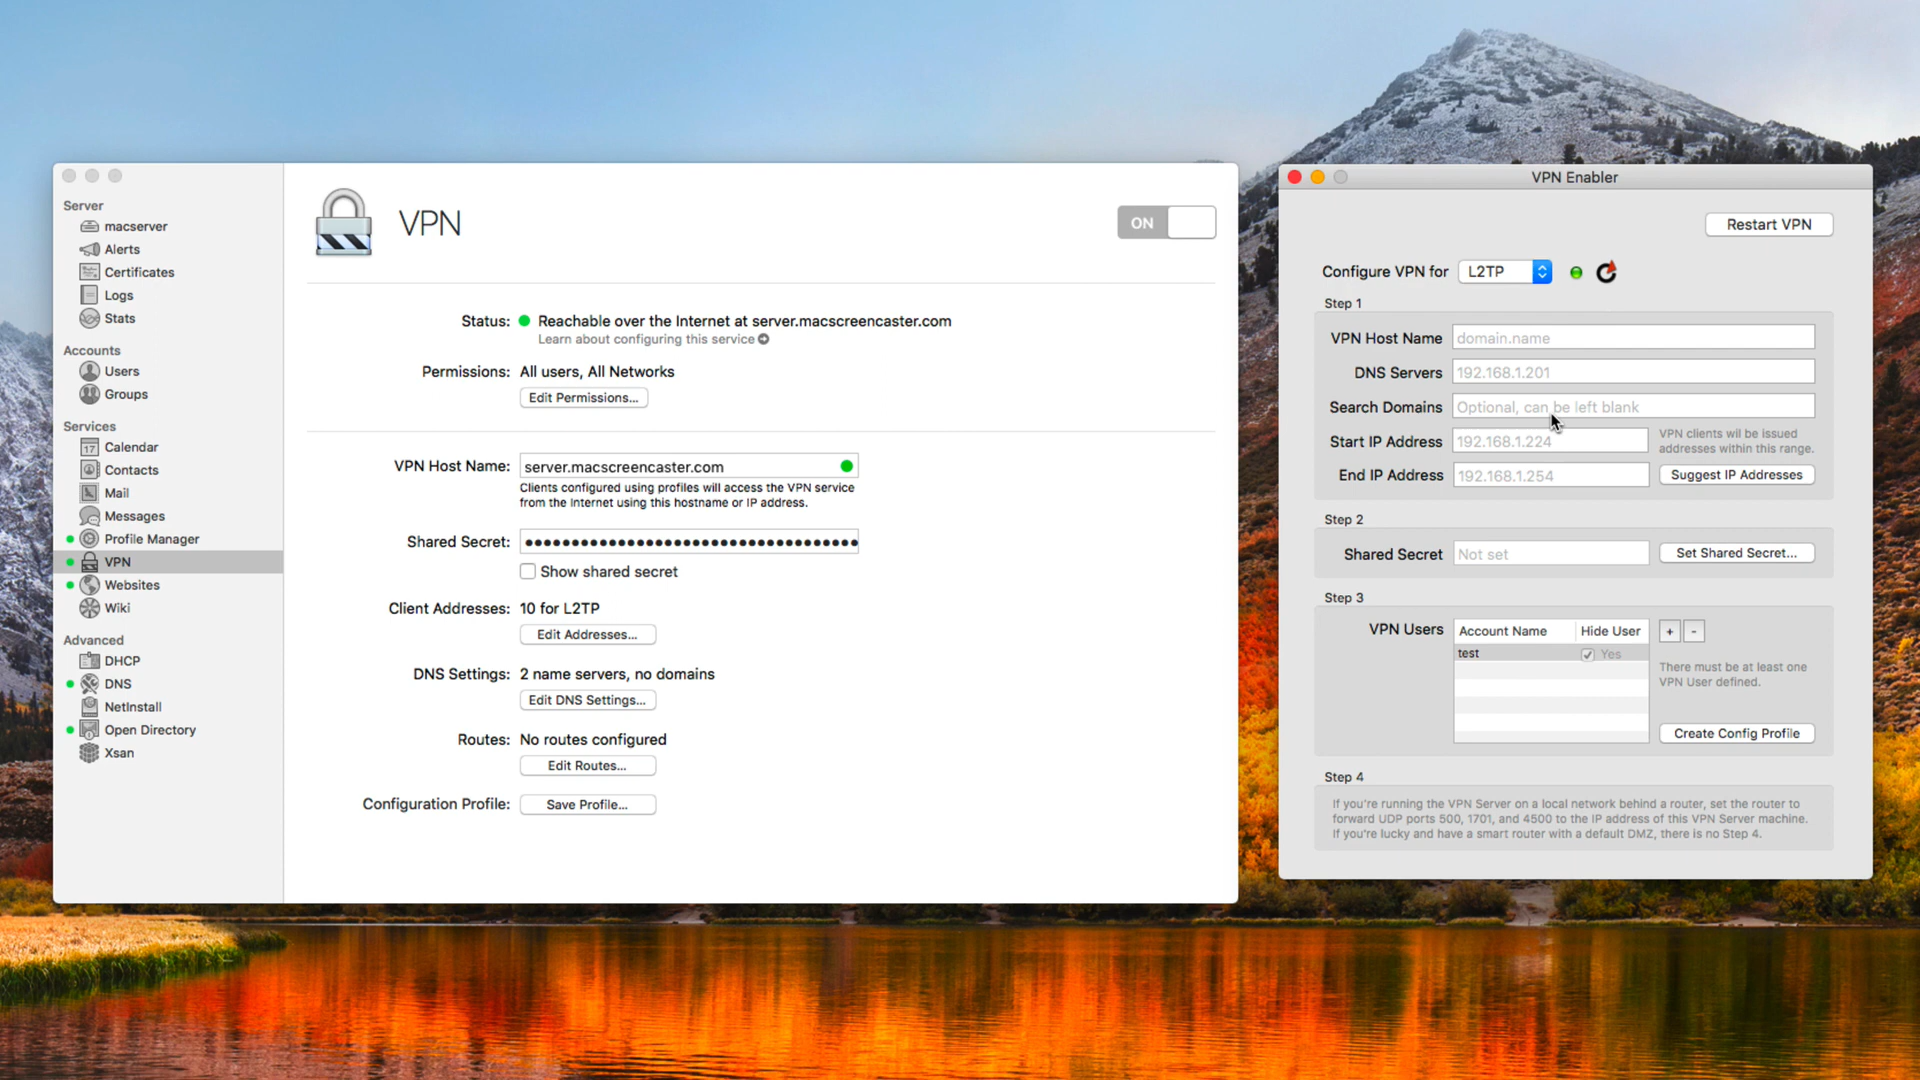 Server
macserver
Alerts
Certificates
Logs
Stats
Accounts
Users
Groups
Services
17 Calendar
Contacts
Mail
Messages
Profile Manager
VPN
Websites
Wiki
Advanced
DHCP
DNS
NetInstall
Open Directory
Xsan
VPN
ON
Status: Reachable over the Internet at server.macscreencaster.com
Learn about configuring this service
Permissions: All users, All Networks
Edit Permissions...
VPN Host Name: server.macscreencaster.com
Clients configured using profiles will access the VPN service
from the Internet using this hostname or IP address.
Shared Secret: ••••••••••••••••••••••••••••••••••••
Show shared secret
Client Addresses: 10 for L2TP
Edit Addresses...
DNS Settings: 2 name servers, no domains
Edit DNS Settings...
Routes: No routes configured
Edit Routes...
Configuration Profile: Save Profile...
VPN Enabler
Restart VPN
Configure VPN for L2TP
Step 1
VPN Host Name domain.name
DNS Servers 192.168.1.201
Search Domains Optional, can be left blank
Start IP Address 192.168.1.224
VPN clients wil be issued
addresses within this range.
End IP Address 192.168.1.254 Suggest IP Addresses
Step 2
Shared Secret Not set Set Shared Secret...
Step 3
VPN Users Account Name Hide User + -
test Yes
There must be at least one
VPN User defined.
Create Config Profile
Step 4
If you're running the VPN Server on a local network behind a router, set the router to
forward UDP ports 500, 1701, and 4500 to the IP address of this VPN Server machine.
If you're lucky and have a smart router with a default DMZ, there is no Step 4.